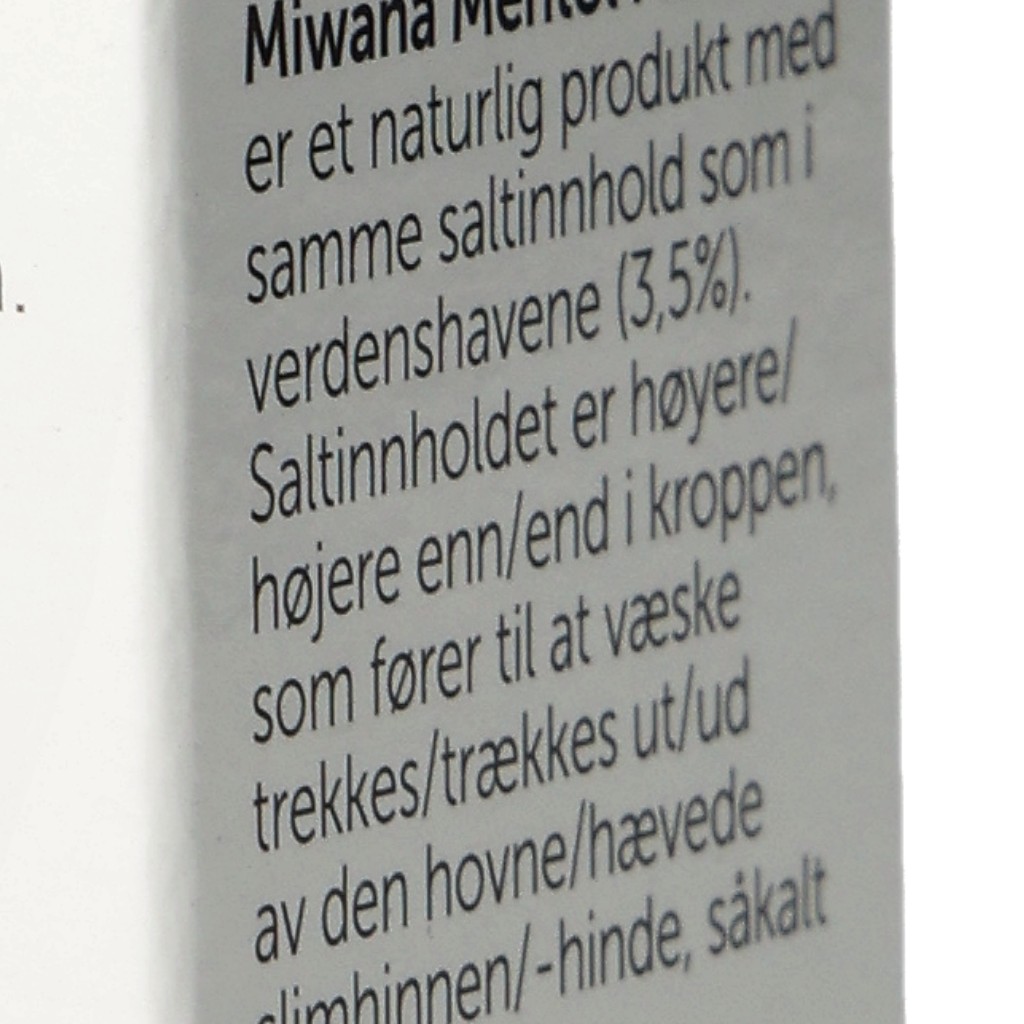 Miwana
er et naturlig produkt med
samme saltinnhold som i
verdenshavene (3,5%).
Saltinnholdet er høyere/
højere enn/end i kroppen,
som fører til at væske
trekkes/trækkes ut/ud
av den hovne/hævede
slimhinnen/-hinde, såkalt